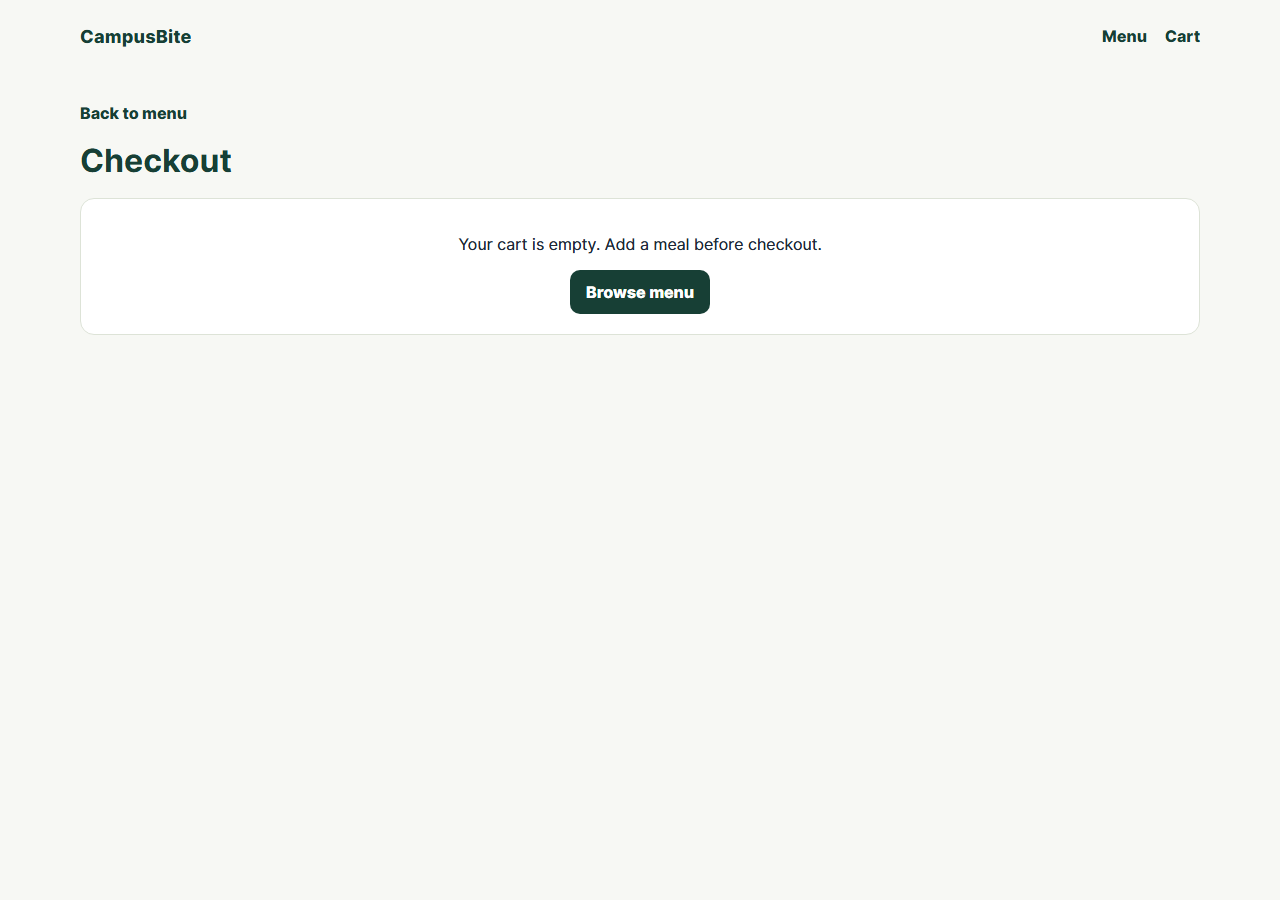 CampusBite
Menu Cart
Back to menu
Checkout
Your cart is empty. Add a meal before checkout.
Browse menu